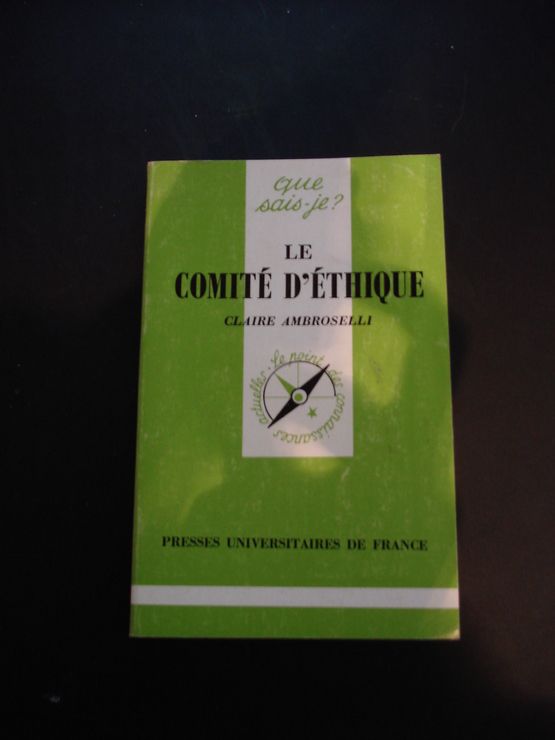 que
sais-je?
LE
COMITÉ D'ÉTHIQUE
CLAIRE AMBROSELLI
Le point des connaissances actuelles.
PRESSES UNIVERSITAIRES DE FRANCE